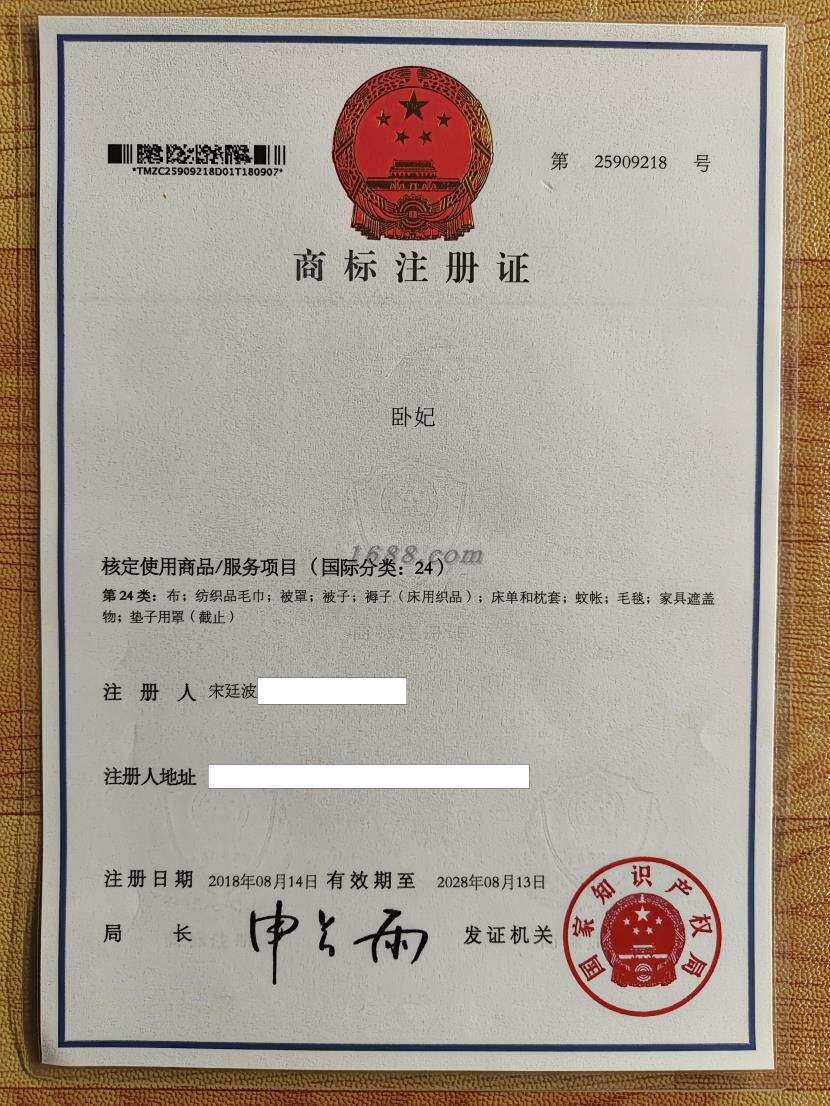 *TMZC25909218D01T180907*
第 25909218 号
商标注册证
卧妃
1688.com
核定使用商品/服务项目（国际分类：24）
第24类：布；纺织品毛巾；被罩；被子；褥子（床用织品）；床单和枕套；蚊帐；毛毯；家具遮盖
物；垫子用罩（截止）
注 册 人 宋廷波
注册人地址
注册日期 2018年08月14日 有效期至 2028年08月13日
局 长 申长雨 发证机关
国家知识产权局